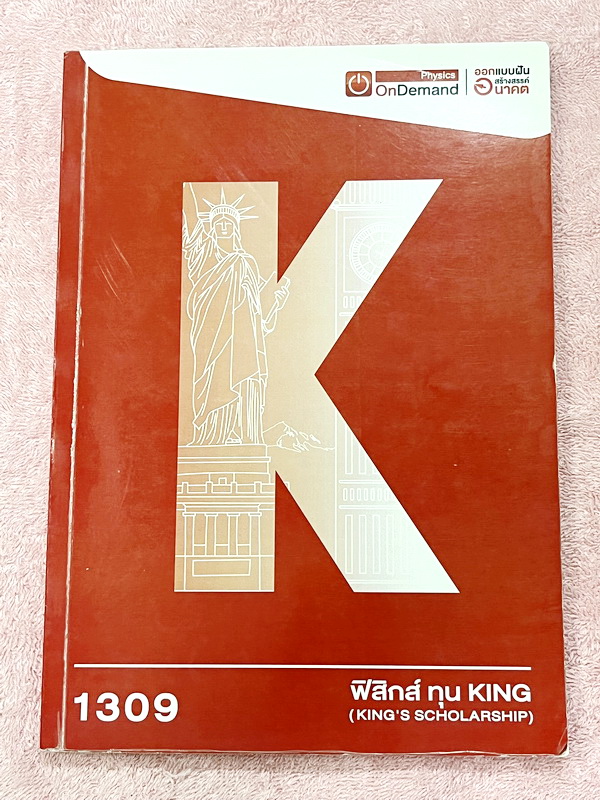 Physics
OnDemand
ออกแบบฝัน
สร้างสรรค์
อนาคต
K
1309
ฟิสิกส์ ทุน KING
(KING'S SCHOLARSHIP)